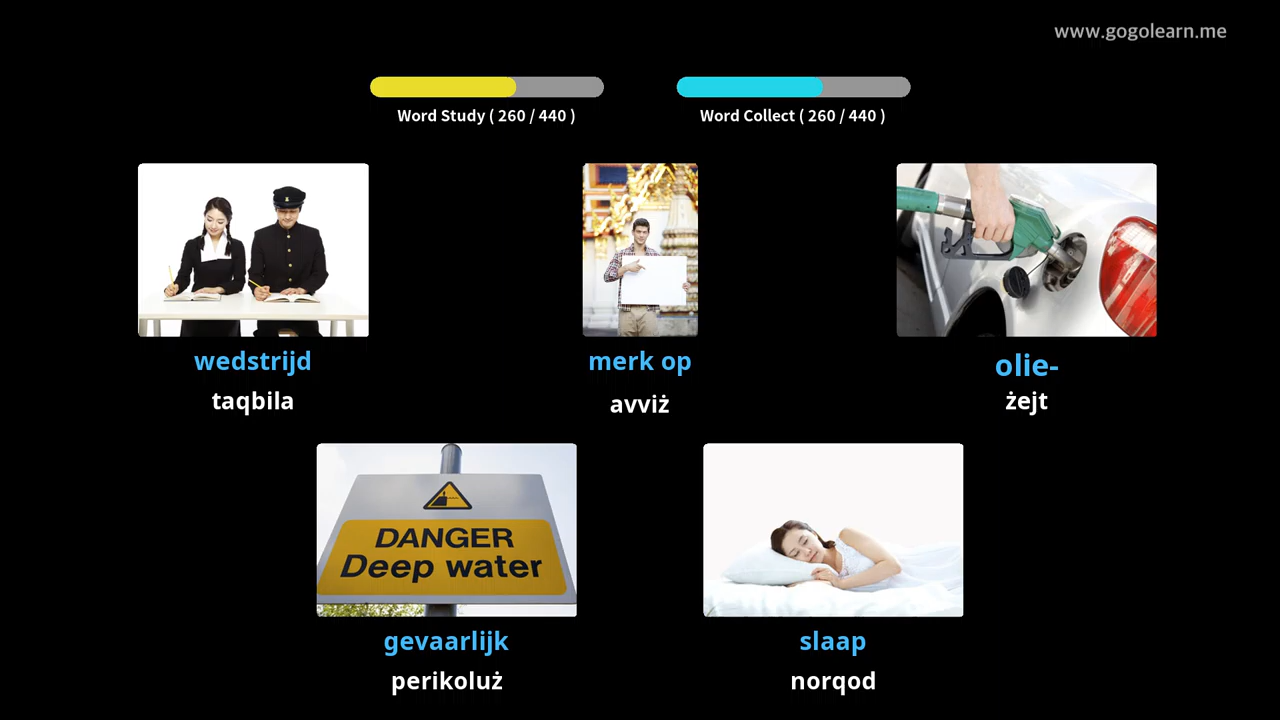 www.gogolearn.me
Word Study ( 260 / 440 )
Word Collect ( 260 / 440 )
wedstrijd
taqbila
merk op
avviż
olie-
żejt
DANGER
Deep water
gevaarlijk
perikoluż
slaap
norqod